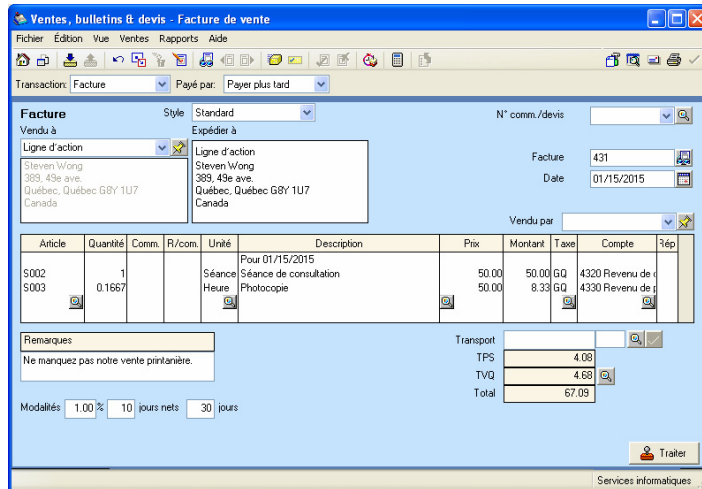 Ventes, bulletins & devis - Facture de vente
Fichier Édition Vue Ventes Rapports Aide
Transaction: Facture Payé par: Payer plus tard
Facture Style Standard N° comm./devis
Vendu à Expédier à
Ligne d'action Ligne d'action
Steven Wong Steven Wong Facture 431
389, 49e ave. 389, 49e ave.
Québec, Québec G8Y 1U7 Québec, Québec G8Y 1U7 Date 01/15/2015
Canada Canada
Vendu par
Article Quantité Comm. R/com. Unité Description Prix Montant Taxe Compte Rép
Pour 01/15/2015
S002 1 Séance Séance de consultation 50.00 50.00 GQ 4320 Revenu de
S003 0.1667 Heure Photocopie 50.00 8.33 GQ 4330 Revenu de
Remarques Transport
Ne manquez pas notre vente printanière. TPS 4.08
TVQ 4.68
Total 67.09
Modalités 1.00 % 10 jours nets 30 jours
Traiter
Services informatiques